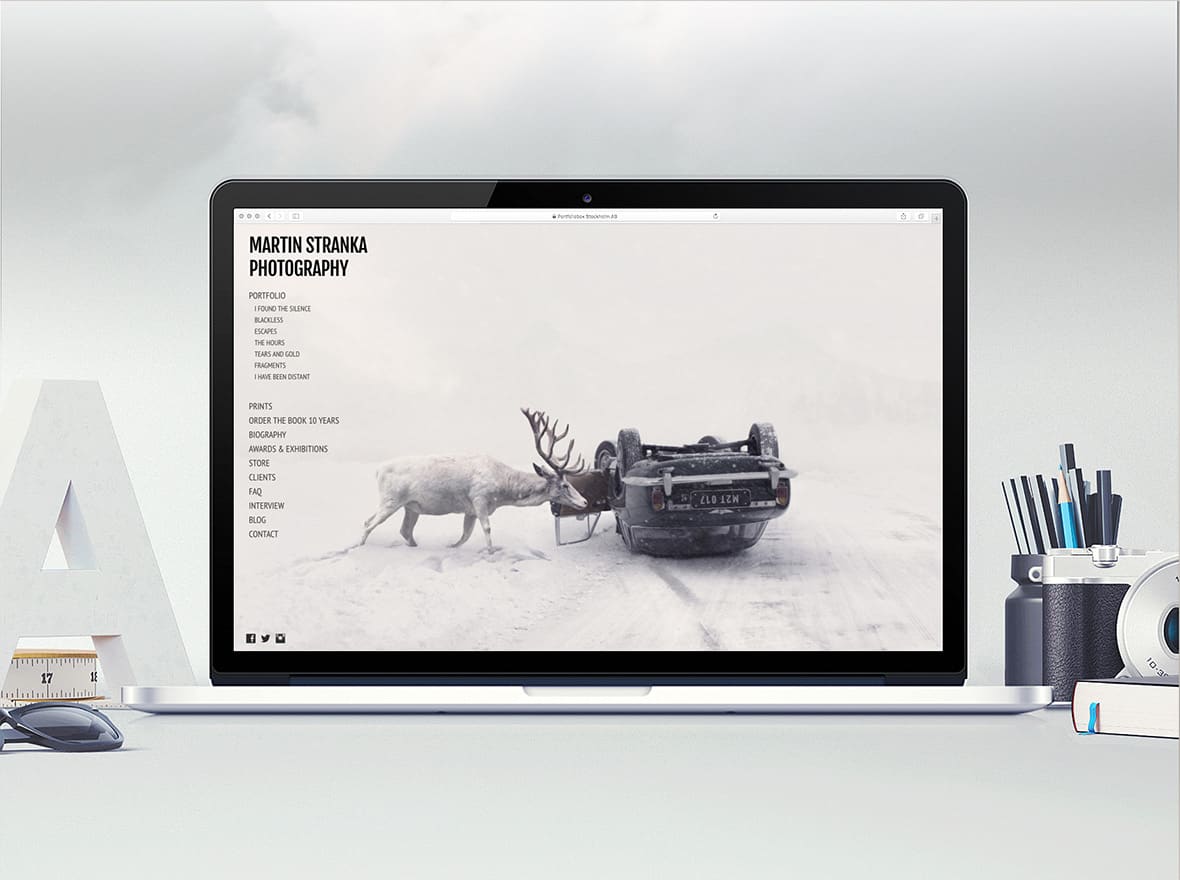 Portfoliobox Stockholm AB
MARTIN STRANKA
PHOTOGRAPHY
PORTFOLIO
I FOUND THE SILENCE
BLACKLESS
ESCAPES
THE HOURS
TEARS AND GOLD
FRAGMENTS
I HAVE BEEN DISTANT
PRINTS
ORDER THE BOOK 10 YEARS
BIOGRAPHY
AWARDS & EXHIBITIONS
STORE
CLIENTS
FAQ
INTERVIEW
BLOG
CONTACT
M2T 017
A
17
18